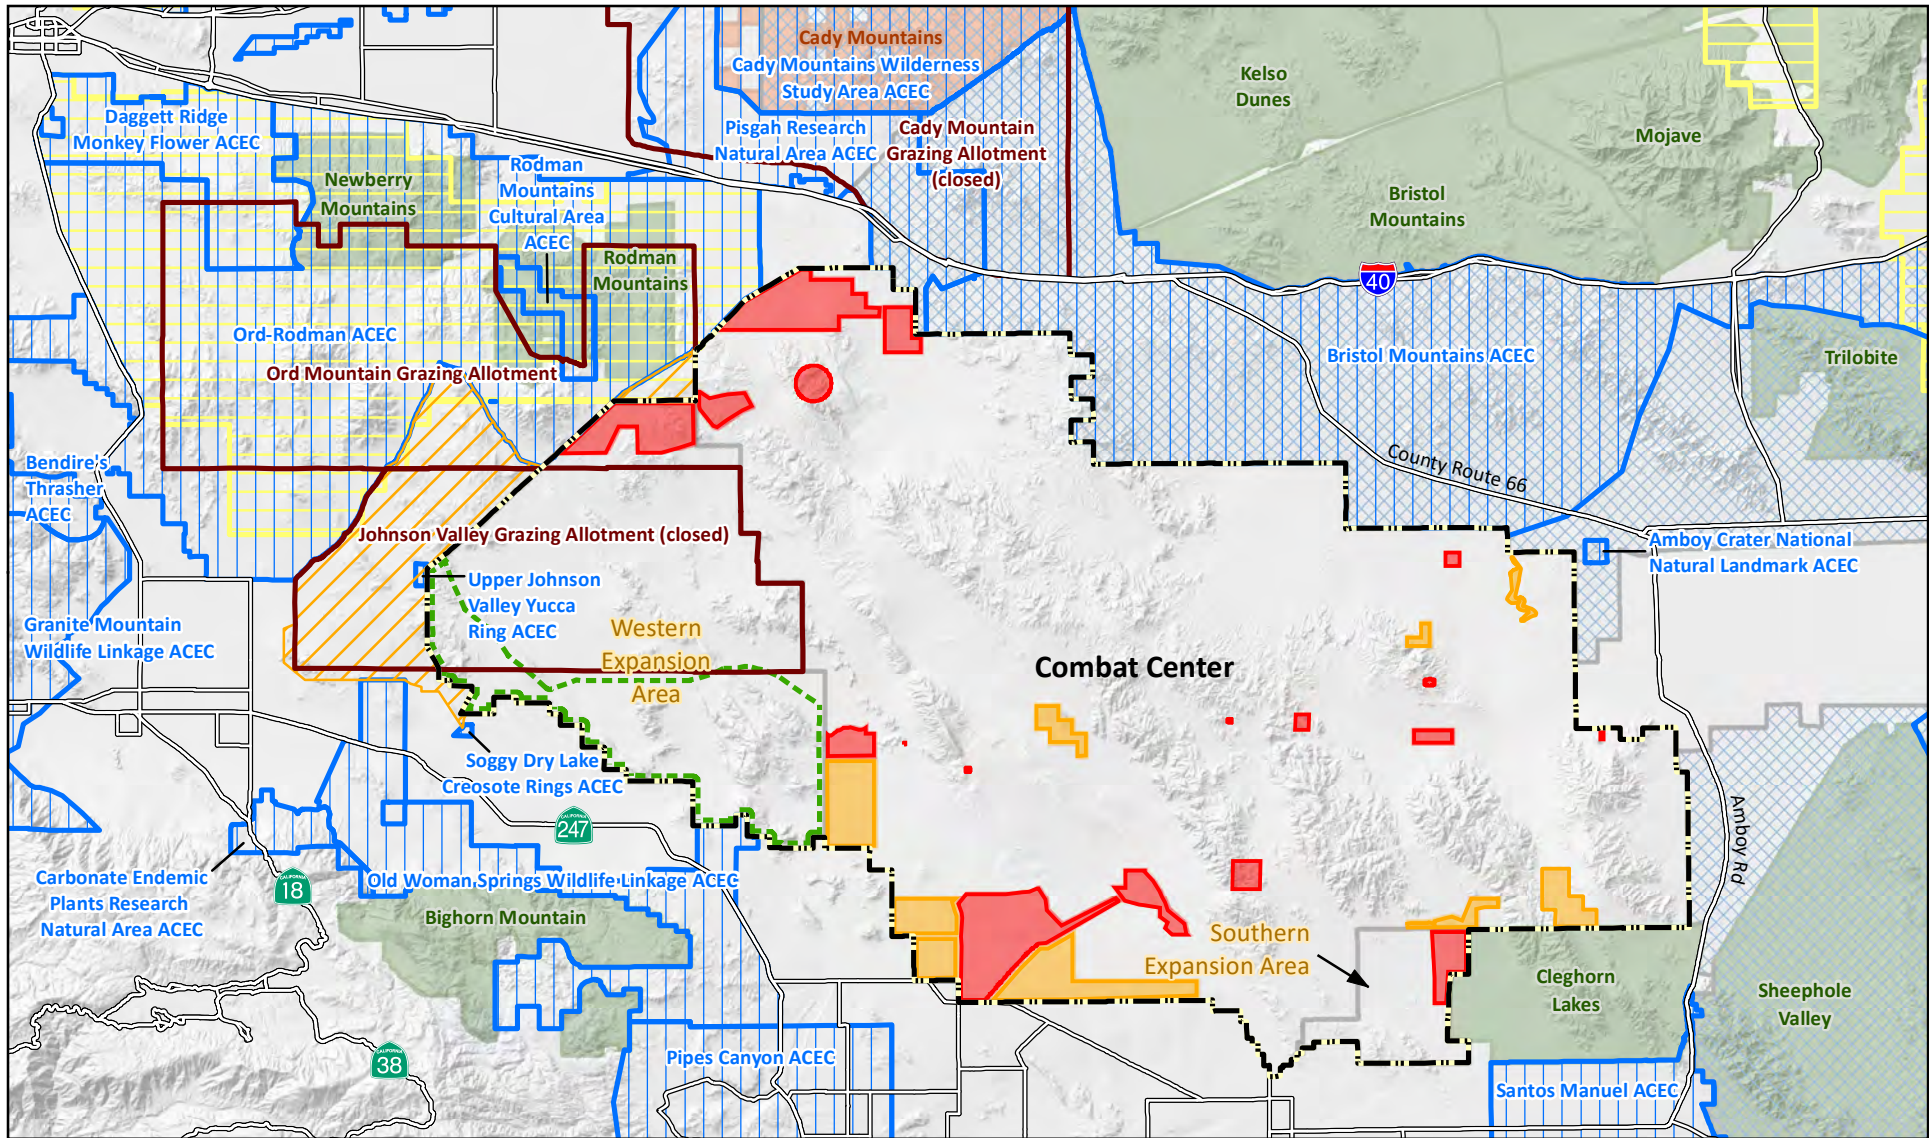 Cady Mountains
Cady Mountains Wilderness
Study Area ACEC
Kelso
Dunes
Mojave
Daggett Ridge
Monkey Flower ACEC
Pisgah Research
Natural Area ACEC
Cady Mountain
Grazing Allotment
(closed)
Rodman
Mountains
Cultural Area
ACEC
Newberry
Mountains
Bristol
Mountains
Rodman
Mountains
40
Ord-Rodman ACEC
Ord Mountain Grazing Allotment
Bristol Mountains ACEC
Trilobite
County Route 66
Bendire's
Thrasher
ACEC
Johnson Valley Grazing Allotment (closed)
Amboy Crater National
Natural Landmark ACEC
Upper Johnson
Valley Yucca
Ring ACEC
Granite Mountain
Wildlife Linkage ACEC
Western
Expansion
Area
Combat Center
Soggy Dry Lake
Creosote Rings ACEC
CALIFORNIA
247
Amboy Rd
Carbonate Endemic
Plants Research
Natural Area ACEC
CALIFORNIA
18
Old Woman Springs Wildlife Linkage ACEC
Bighorn Mountain
Southern
Expansion Area
Cleghorn
Lakes
Sheephole
Valley
CALIFORNIA
38
Pipes Canyon ACEC
Santos Manuel ACEC